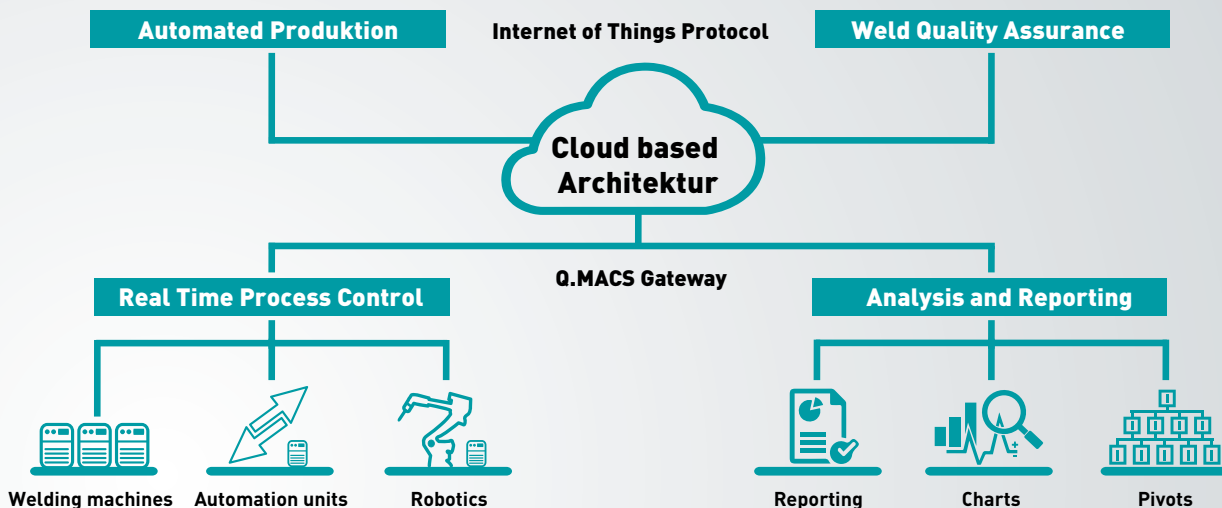 Automated Produktion
Internet of Things Protocol
Weld Quality Assurance
Cloud based
Architektur
Q.MACS Gateway
Real Time Process Control
Analysis and Reporting
Welding machines
Automation units
Robotics
Reporting
Charts
Pivots